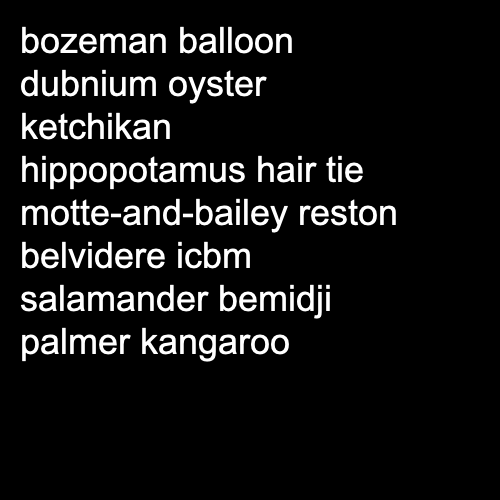 bozeman balloon
dubnium oyster
ketchikan
hippopotamus hair tie
motte-and-bailey reston
belvidere icbm
salamander bemidji
palmer kangaroo